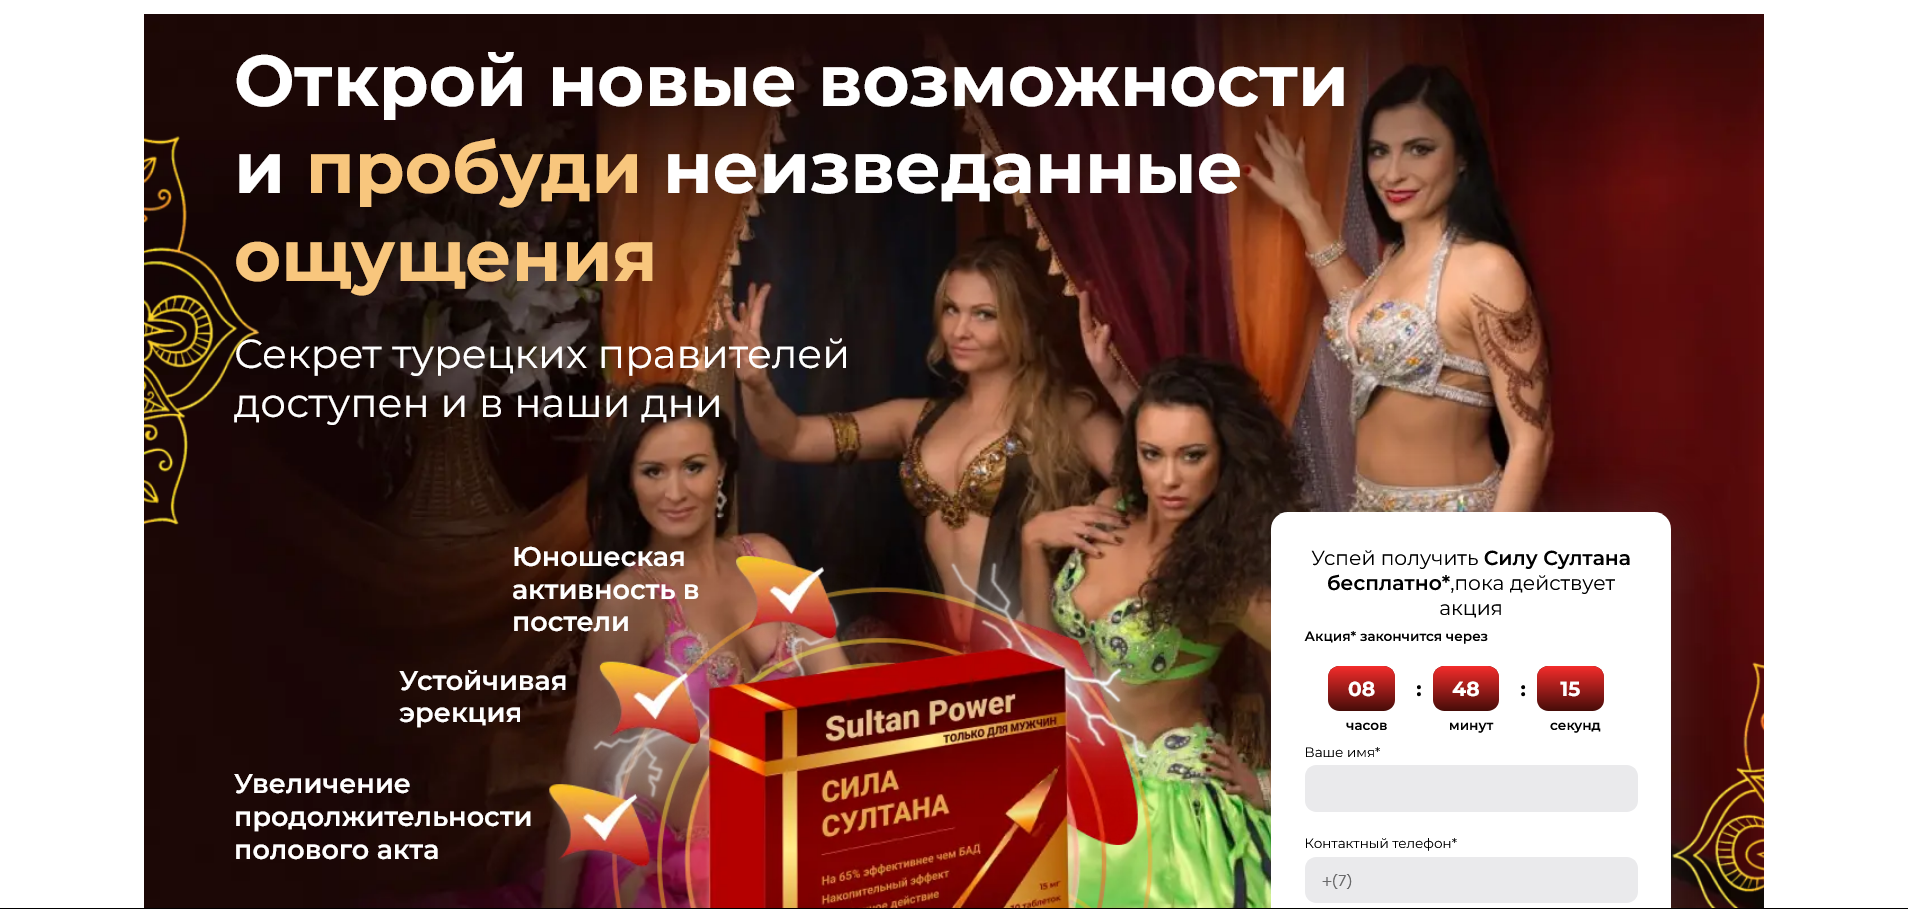 Открой новые возможности
и пробуди неизведанные
ощущения
Секрет турецких правителей
доступен и в наши дни
Юношеская
активность в
постели
Устойчивая
эрекция
Увеличение
продолжительности
полового акта
Sultan Power
ТОЛЬКО ДЛЯ МУЖЧИН
СИЛА
СУЛТАНА
На 65% эффективнее чем БАД
Накопительный эффект
действие
15 мг
таблеток
Успей получить Силу Султана
бесплатно*,пока действует
акция
Акция* закончится через
08 : 48 : 15
часов минут секунд
Ваше имя*
Контактный телефон*
+(7)